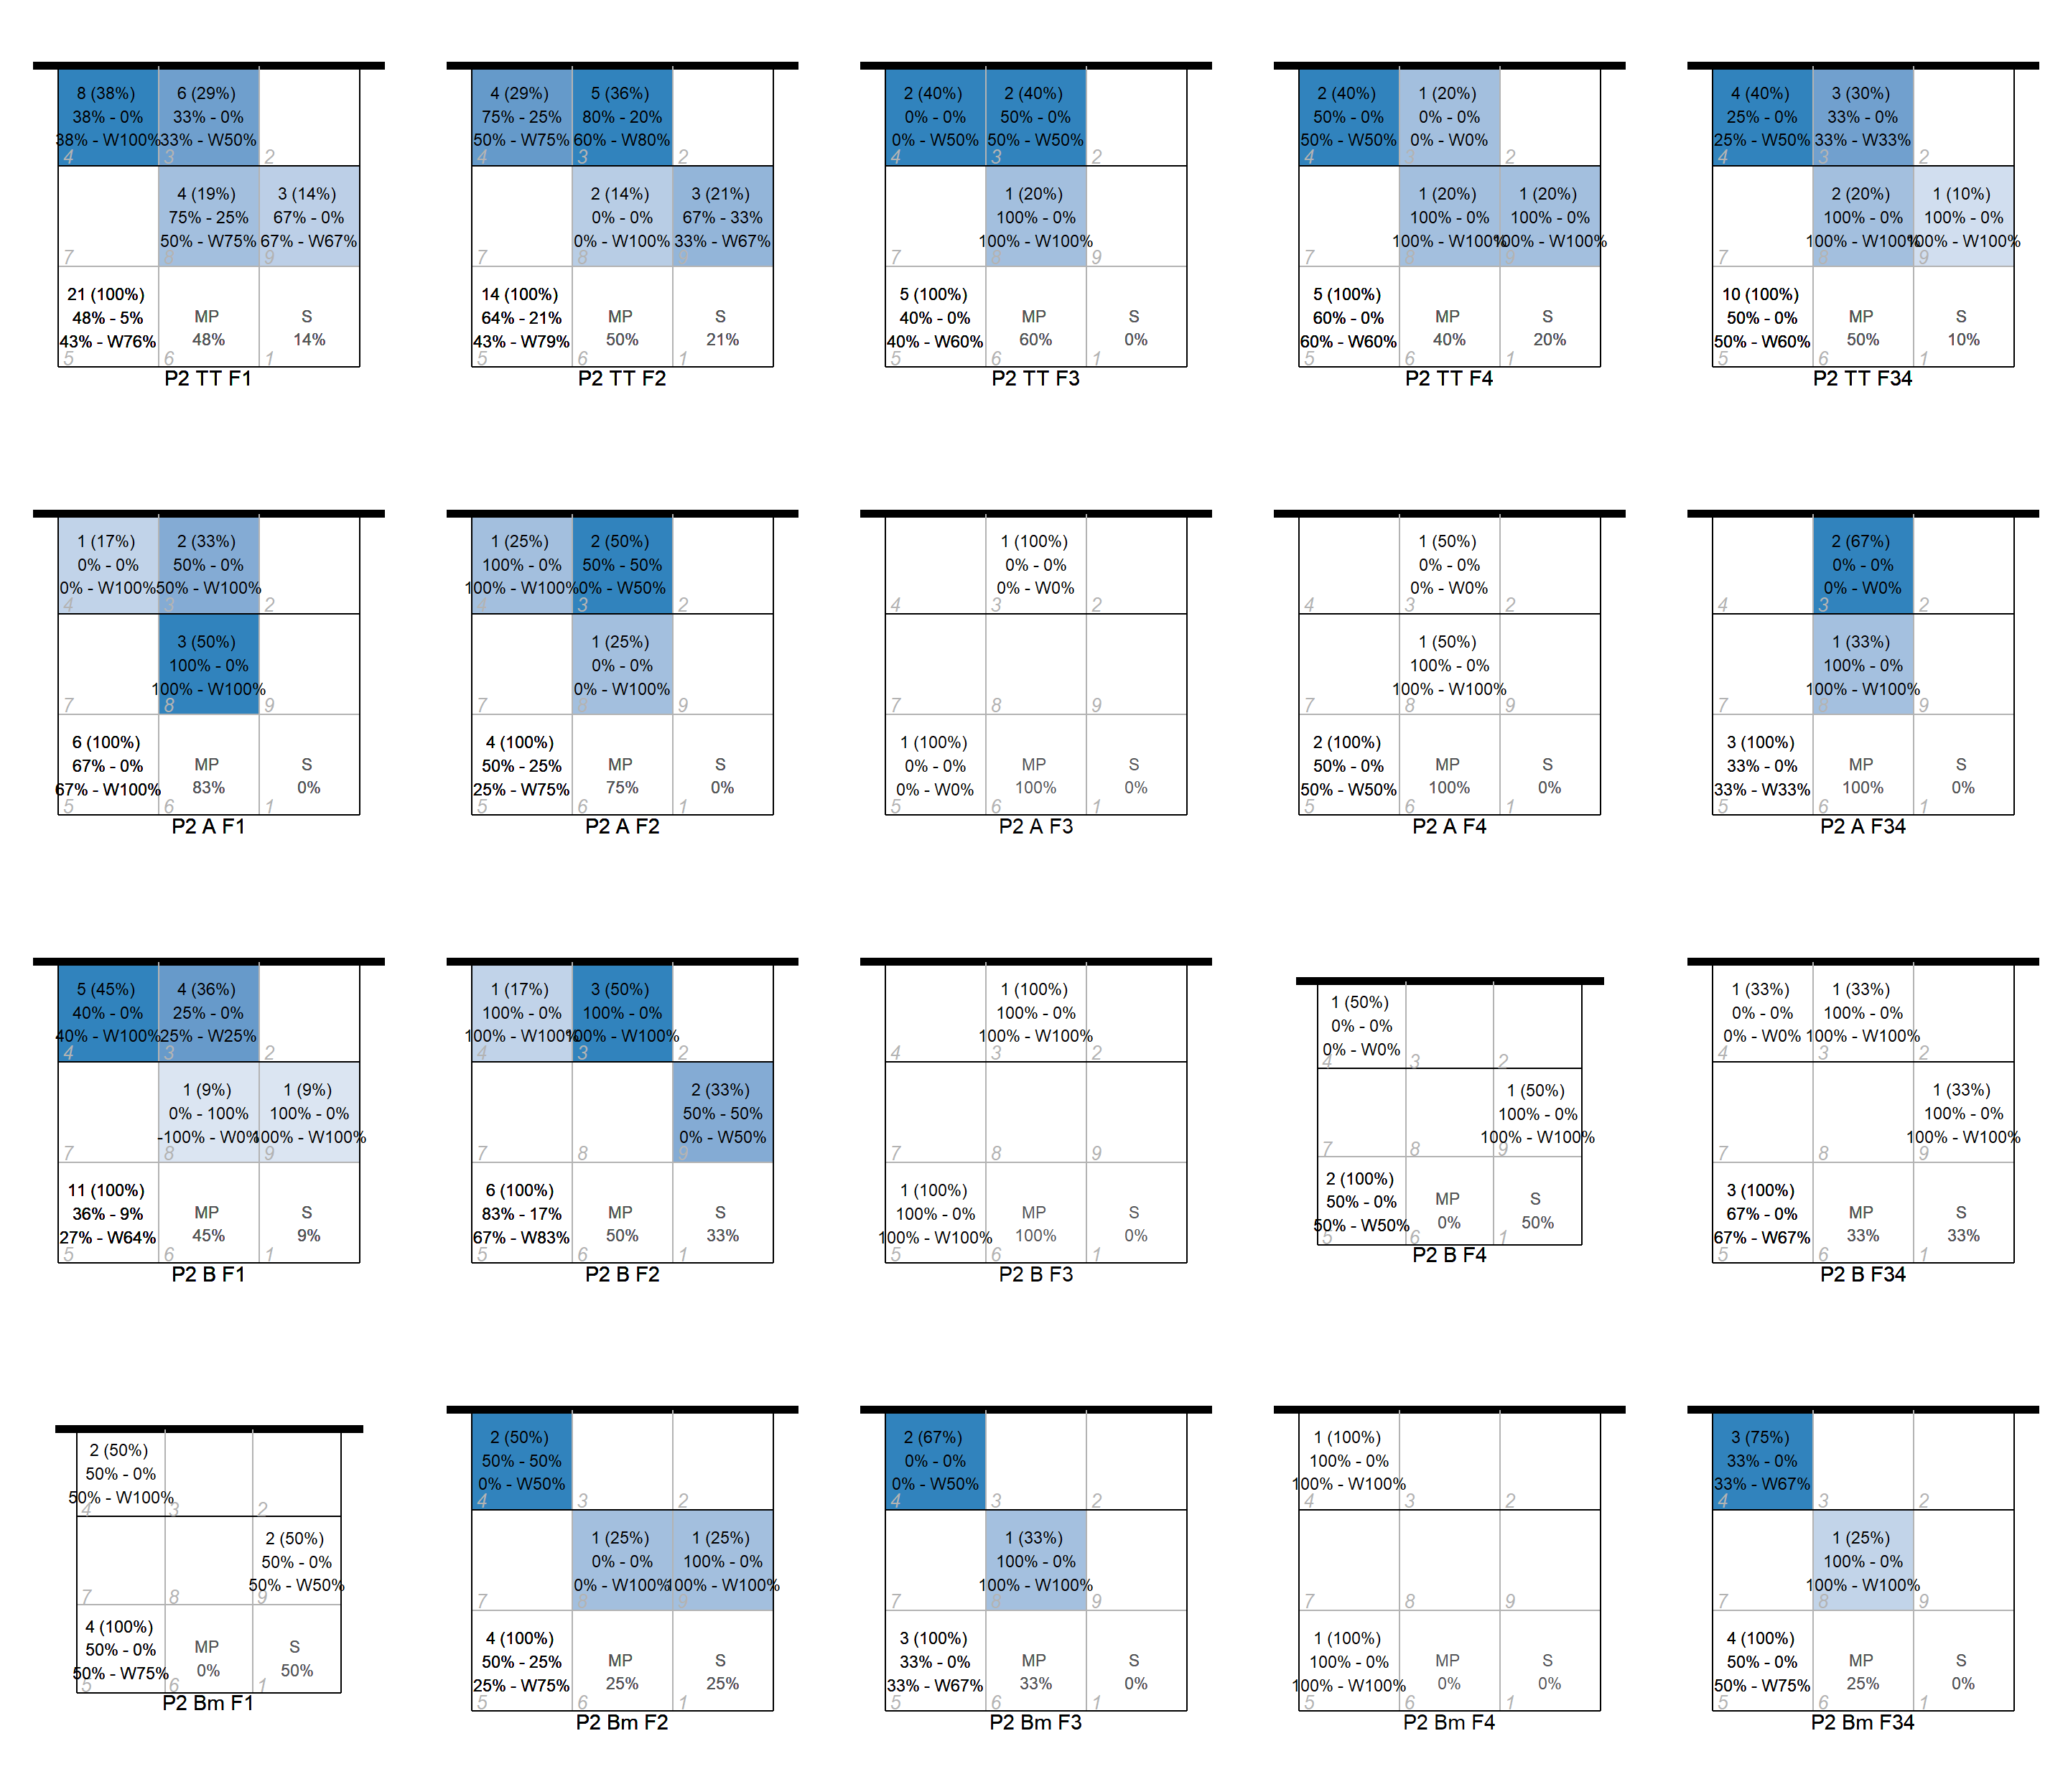 8 (38%) 6 (29%)
38% - 0% 33% - 0%
38% - W100% 33% - W50%
4 3 2
4 (19%) 3 (14%)
75% - 25% 67% - 0%
50% - W75% 67% - W67%
7 8 9
21 (100%)
48% - 5% MP S
43% - W76% 48% 14%
5 6 1
P2 TT F1
4 (29%) 5 (36%)
75% - 25% 80% - 20%
50% - W75% 60% - W80%
4 3 2
2 (14%) 3 (21%)
0% - 0% 67% - 33%
0% - W100% 33% - W67%
7 8
14 (100%)
64% - 21% MP S
43% - W79% 50% 21%
5 6 1
P2 TT F2
2 (40%) 2 (40%)
0% - 0% 50% - 0%
0% - W50% 50% - W50%
4 3 2
1 (20%)
100% - 0%
100% - W100%
7 8 9
5 (100%)
40% - 0% MP S
40% - W60% 60% 0%
5 6 1
P2 TT F3
2 (40%) 1 (20%)
50% - 0% 0% - 0%
50% - W50% 0% - W0%
4 3 2
1 (20%) 1 (20%)
100% - 0% 100% - 0%
100% - W100% 100% - W100%
7 8 9
5 (100%)
60% - 0% MP S
60% - W60% 40% 20%
5 6 1
P2 TT F4
4 (40%) 3 (30%)
25% - 0% 33% - 0%
25% - W50% 33% - W33%
4 3 2
2 (20%) 1 (10%)
100% - 0% 100% - 0%
100% - W100% 100% - W100%
7 8 9
10 (100%)
50% - 0% MP S
50% - W60% 50% 10%
5 6 1
P2 TT F34
1 (17%) 2 (33%)
0% - 0% 50% - 0%
0% - W100% 50% - W100%
4 3 2
3 (50%)
100% - 0%
100% - W100%
7 8 9
6 (100%)
67% - 0% MP S
67% - W100% 83% 0%
5 6 1
P2 A F1
1 (25%) 2 (50%)
100% - 0% 50% - 50%
100% - W100% 0% - W50%
4 3 2
1 (25%)
0% - 0%
0% - W100%
7 8 9
4 (100%)
50% - 25% MP S
25% - W75% 75% 0%
5 6 1
P2 A F2
1 (100%)
0% - 0%
0% - W0%
4 3 2
7 8 9
1 (100%)
0% - 0% MP S
0% - W0% 100% 0%
5 6 1
P2 A F3
1 (50%)
0% - 0%
0% - W0%
4 3 2
1 (50%)
100% - 0%
100% - W100%
7 8 9
2 (100%)
50% - 0% MP S
50% - W50% 100% 0%
5 6 1
P2 A F4
2 (67%)
0% - 0%
0% - W0%
4 3 2
1 (33%)
100% - 0%
100% - W100%
7 8 9
3 (100%)
33% - 0% MP S
33% - W33% 100% 0%
5 6 1
P2 A F34
5 (45%) 4 (36%)
40% - 0% 25% - 0%
40% - W100% 25% - W25%
4 3 2
1 (9%) 1 (9%)
0% - 100% 100% - 0%
-100% - W0% 100% - W100%
7 8 9
11 (100%)
36% - 9% MP S
27% - W64% 45% 9%
5 6 1
P2 B F1
1 (17%) 3 (50%)
100% - 0% 100% - 0%
100% - W100% 100% - W100%
4 3 2
2 (33%)
50% - 50%
0% - W50%
7 8 9
6 (100%)
83% - 17% MP S
67% - W83% 50% 33%
5 6 1
P2 B F2
1 (100%)
100% - 0%
100% - W100%
4 3 2
7 8 9
1 (100%)
100% - 0% MP S
100% - W100% 100% 0%
5 6 1
P2 B F3
1 (50%)
0% - 0%
0% - W0%
4 3 2
1 (50%)
100% - 0%
100% - W100%
7 8 9
2 (100%)
50% - 0% MP S
50% - W50% 0% 50%
5 6 1
P2 B F4
1 (33%) 1 (33%)
0% - 0% 100% - 0%
0% - W0% 100% - W100%
4 3 2
1 (33%)
100% - 0%
100% - W100%
7 8 9
3 (100%)
67% - 0% MP S
67% - W67% 33% 33%
5 6 1
P2 B F34
2 (50%)
50% - 0%
50% - W100%
4 3 2
2 (50%)
50% - 0%
50% - W50%
7 8 9
4 (100%)
50% - 0% MP S
50% - W75% 0% 50%
5 6 1
P2 Bm F1
2 (50%)
50% - 50%
0% - W50%
4 3 2
1 (25%) 1 (25%)
0% - 0% 100% - 0%
0% - W100% 100% - W100%
7 8 9
4 (100%)
50% - 25% MP S
25% - W75% 25% 25%
5 6 1
P2 Bm F2
2 (67%)
0% - 0%
0% - W50%
4 3 2
1 (33%)
100% - 0%
100% - W100%
7 8 9
3 (100%)
33% - 0% MP S
33% - W67% 33% 0%
5 6 1
P2 Bm F3
1 (100%)
100% - 0%
100% - W100%
4 3 2
7 8 9
1 (100%)
100% - 0% MP S
100% - W100% 0% 0%
5 6 1
P2 Bm F4
3 (75%)
33% - 0%
33% - W67%
4 3 2
1 (25%)
100% - 0%
100% - W100%
7 8 9
4 (100%)
50% - 0% MP S
50% - W75% 25% 0%
5 6 1
P2 Bm F34